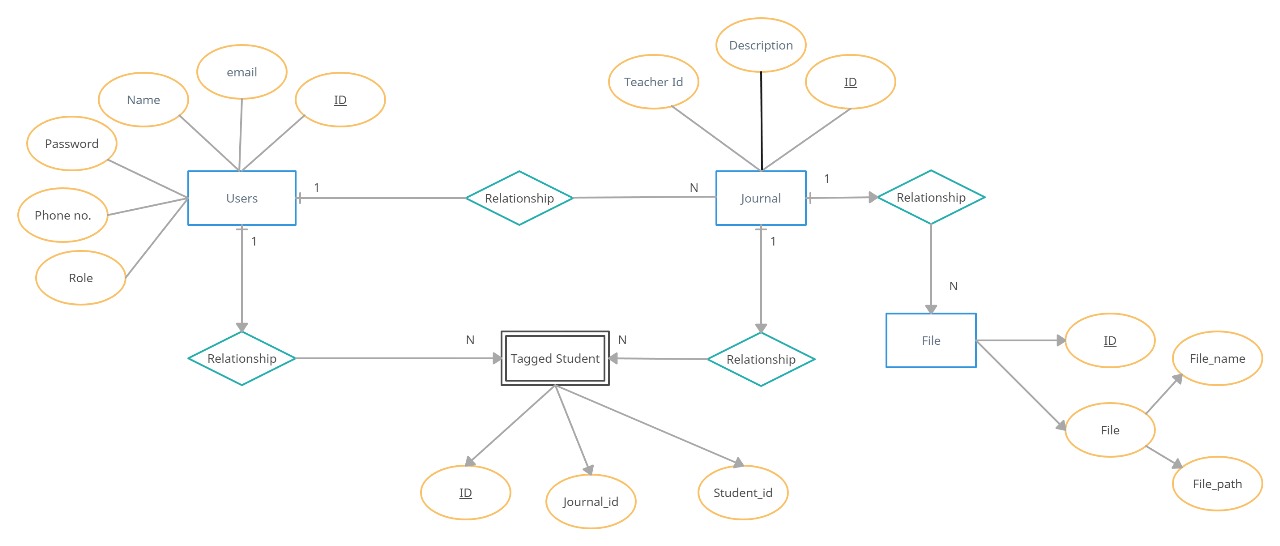 Description
email
Teacher Id
ID
Name
ID
Password
1
1
N
Users
Relationship
Journal
Relationship
Phone no.
1
1
Role
N
N
N
File
ID
Relationship
Tagged Student
Relationship
File_name
File
File_path
ID
Journal_id
Student_id